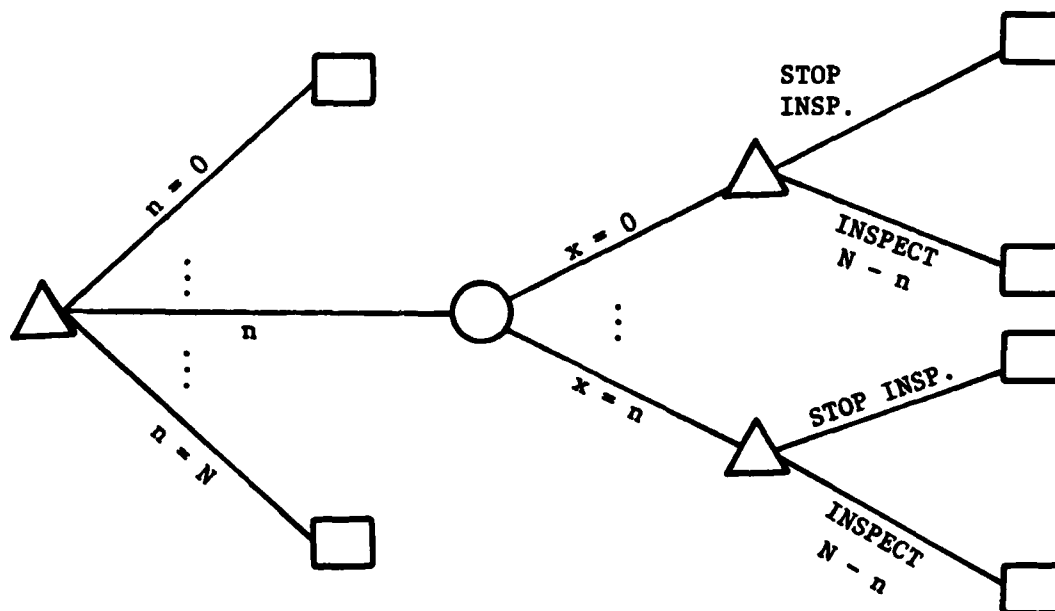 n = 0
n
n = N
x = 0
x = n
STOP
INSP.
INSPECT
N - n
STOP INSP.
INSPECT
N - n